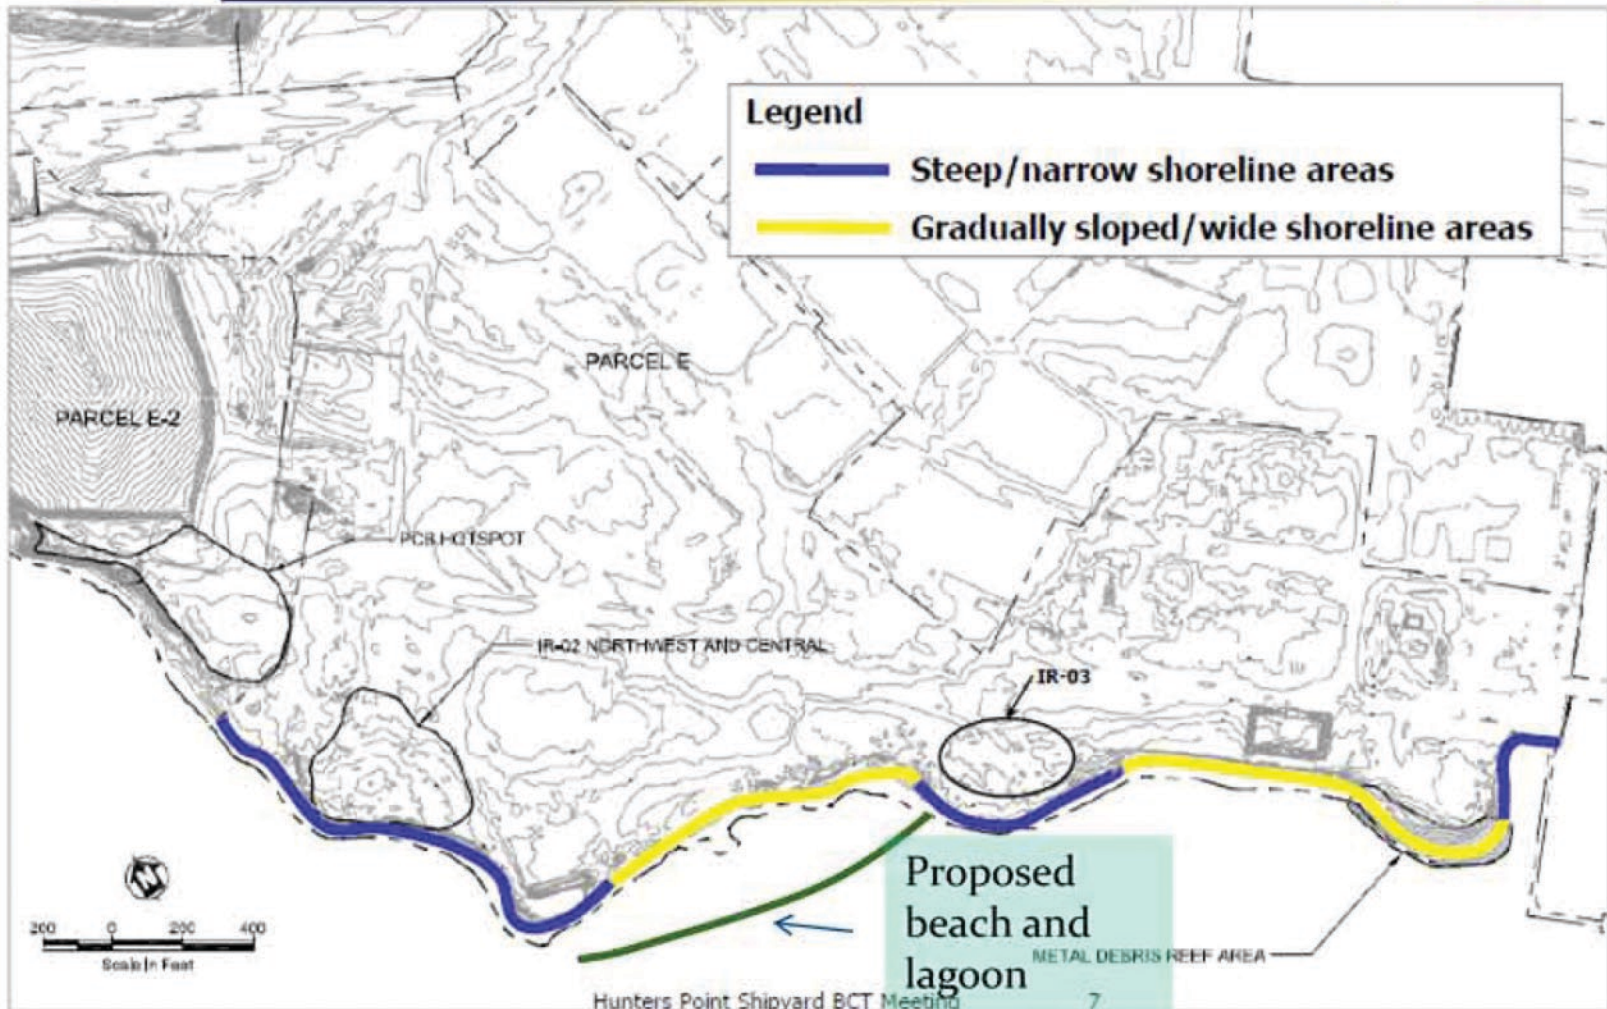 Legend
Steep/narrow shoreline areas
Gradually sloped/wide shoreline areas
PARCEL E
PARCEL E-2
PCB HOTSPOT
IR-02 NORTHWEST AND CENTRAL
IR-03
N
200 0 200 400
Scale In Feet
Proposed
beach and
lagoon
METAL DEBRIS REEF AREA
Hunters Point Shipyard BCT Meeting 7